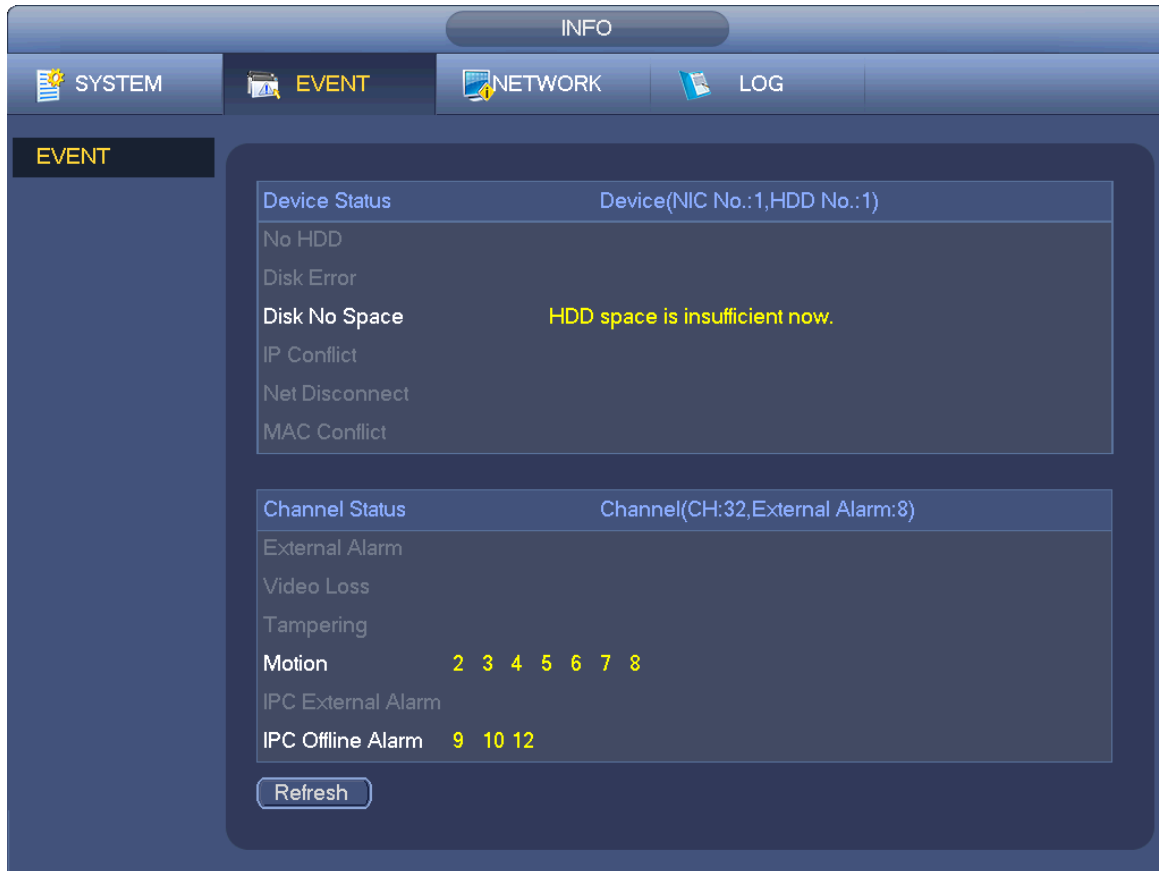 INFO
SYSTEM EVENT NETWORK LOG
EVENT
Device Status Device(NIC No.:1,HDD No.:1)
No HDD
Disk Error
Disk No Space HDD space is insufficient now.
IP Conflict
Net Disconnect
MAC Conflict
Channel Status Channel(CH:32,External Alarm:8)
External Alarm
Video Loss
Tampering
Motion 2 3 4 5 6 7 8
IPC External Alarm
IPC Offline Alarm 9 10 12
Refresh